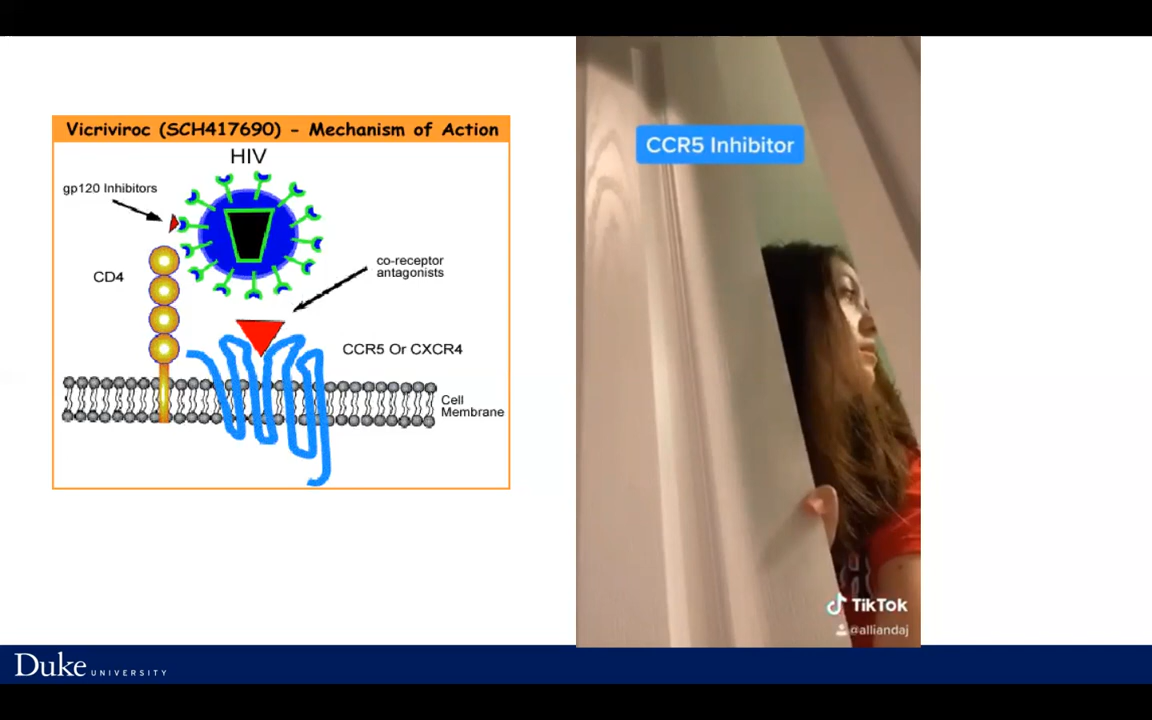 Vicriviroc (SCH417690) - Mechanism of Action
HIV
gp120 Inhibitors
CD4
co-receptor
antagonists
CCR5 Or CXCR4
Cell
Membrane
CCR5 Inhibitor
TikTok
@alliandaj
Duke UNIVERSITY